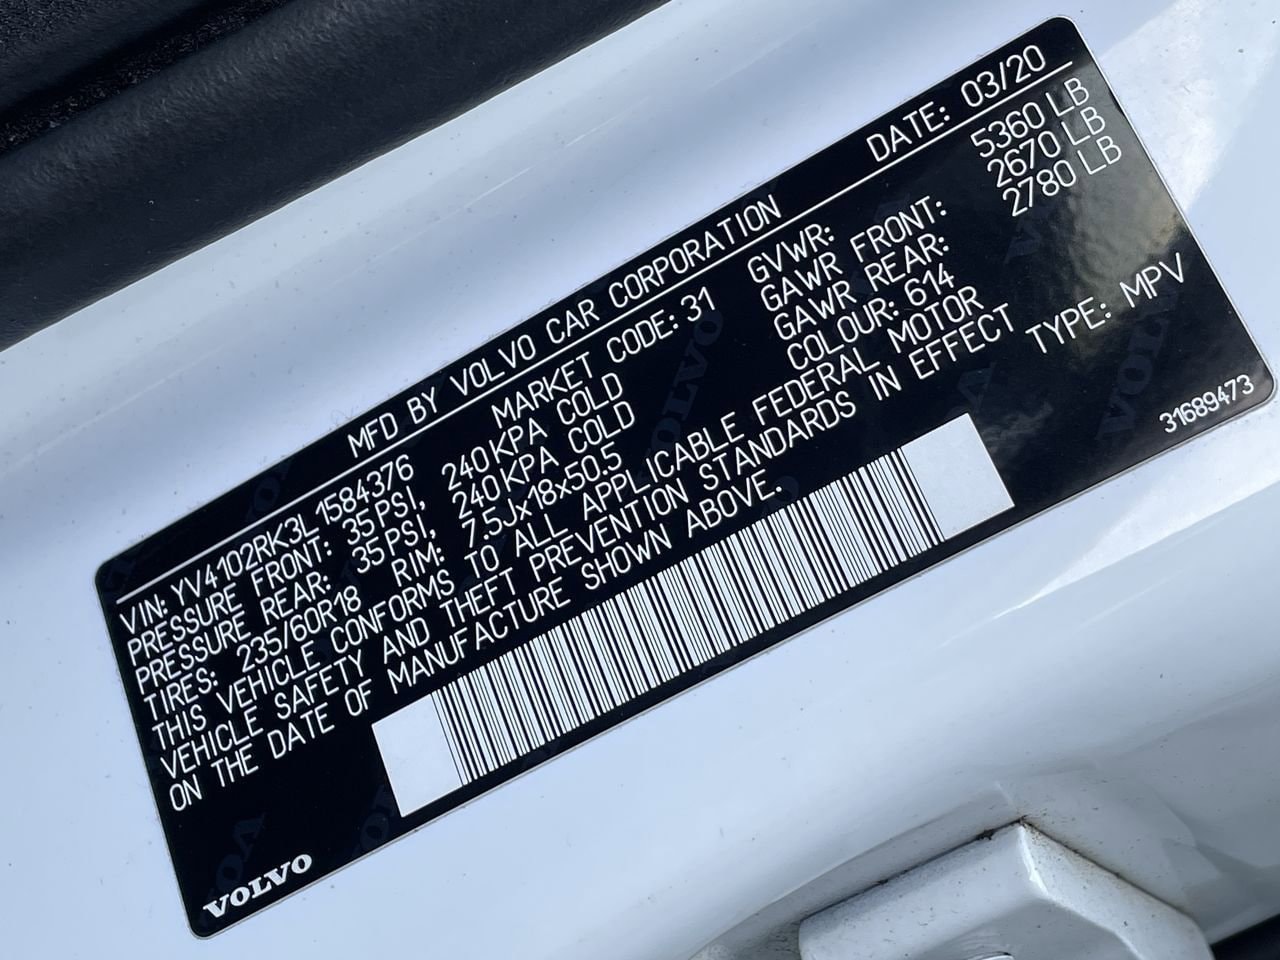 MFD BY VOLVO CAR CORPORATION DATE: 03/20
VIN: YV4102RK3L1584376 MARKET CODE: 31 GVWR: 5360 LB
PRESSURE FRONT: 35 PSI, 240 KPA COLD GAWR FRONT: 2670 LB
PRESSURE REAR: 35 PSI, 240 KPA COLD GAWR REAR: 2780 LB
TIRES: 235/60R18 RIM: 7.5Jx18x50.5 COLOUR: 614
THIS VEHICLE CONFORMS TO ALL APPLICABLE FEDERAL MOTOR
VEHICLE SAFETY AND THEFT PREVENTION STANDARDS IN EFFECT TYPE: MPV
ON THE DATE OF MANUFACTURE SHOWN ABOVE.
31689473
VOLVO